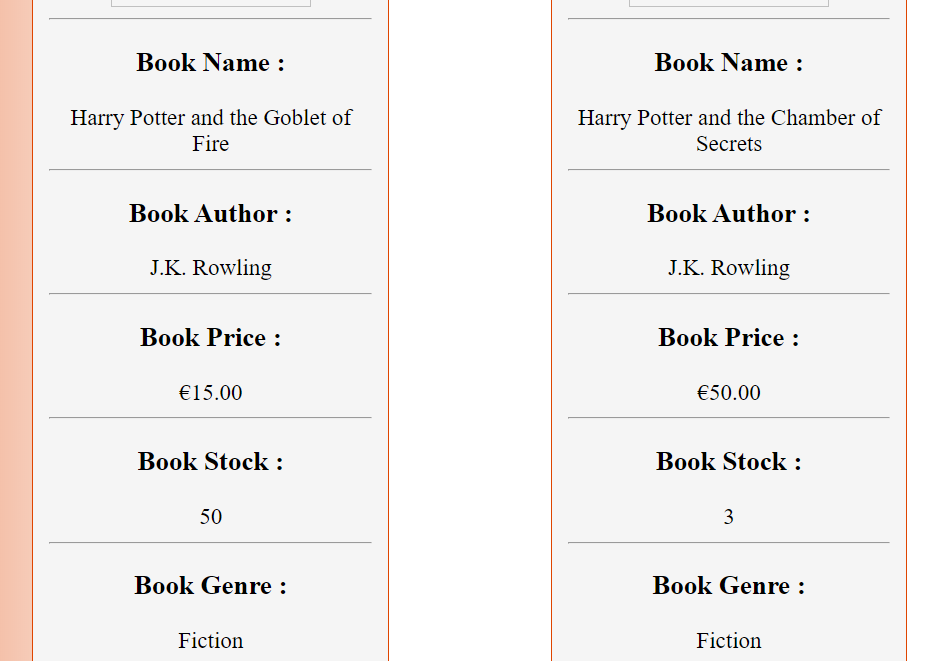 Book Name :
Harry Potter and the Goblet of
Fire
Book Author :
J.K. Rowling
Book Price :
€15.00
Book Stock :
50
Book Genre :
Fiction
Book Name :
Harry Potter and the Chamber of
Secrets
Book Author :
J.K. Rowling
Book Price :
€50.00
Book Stock :
3
Book Genre :
Fiction